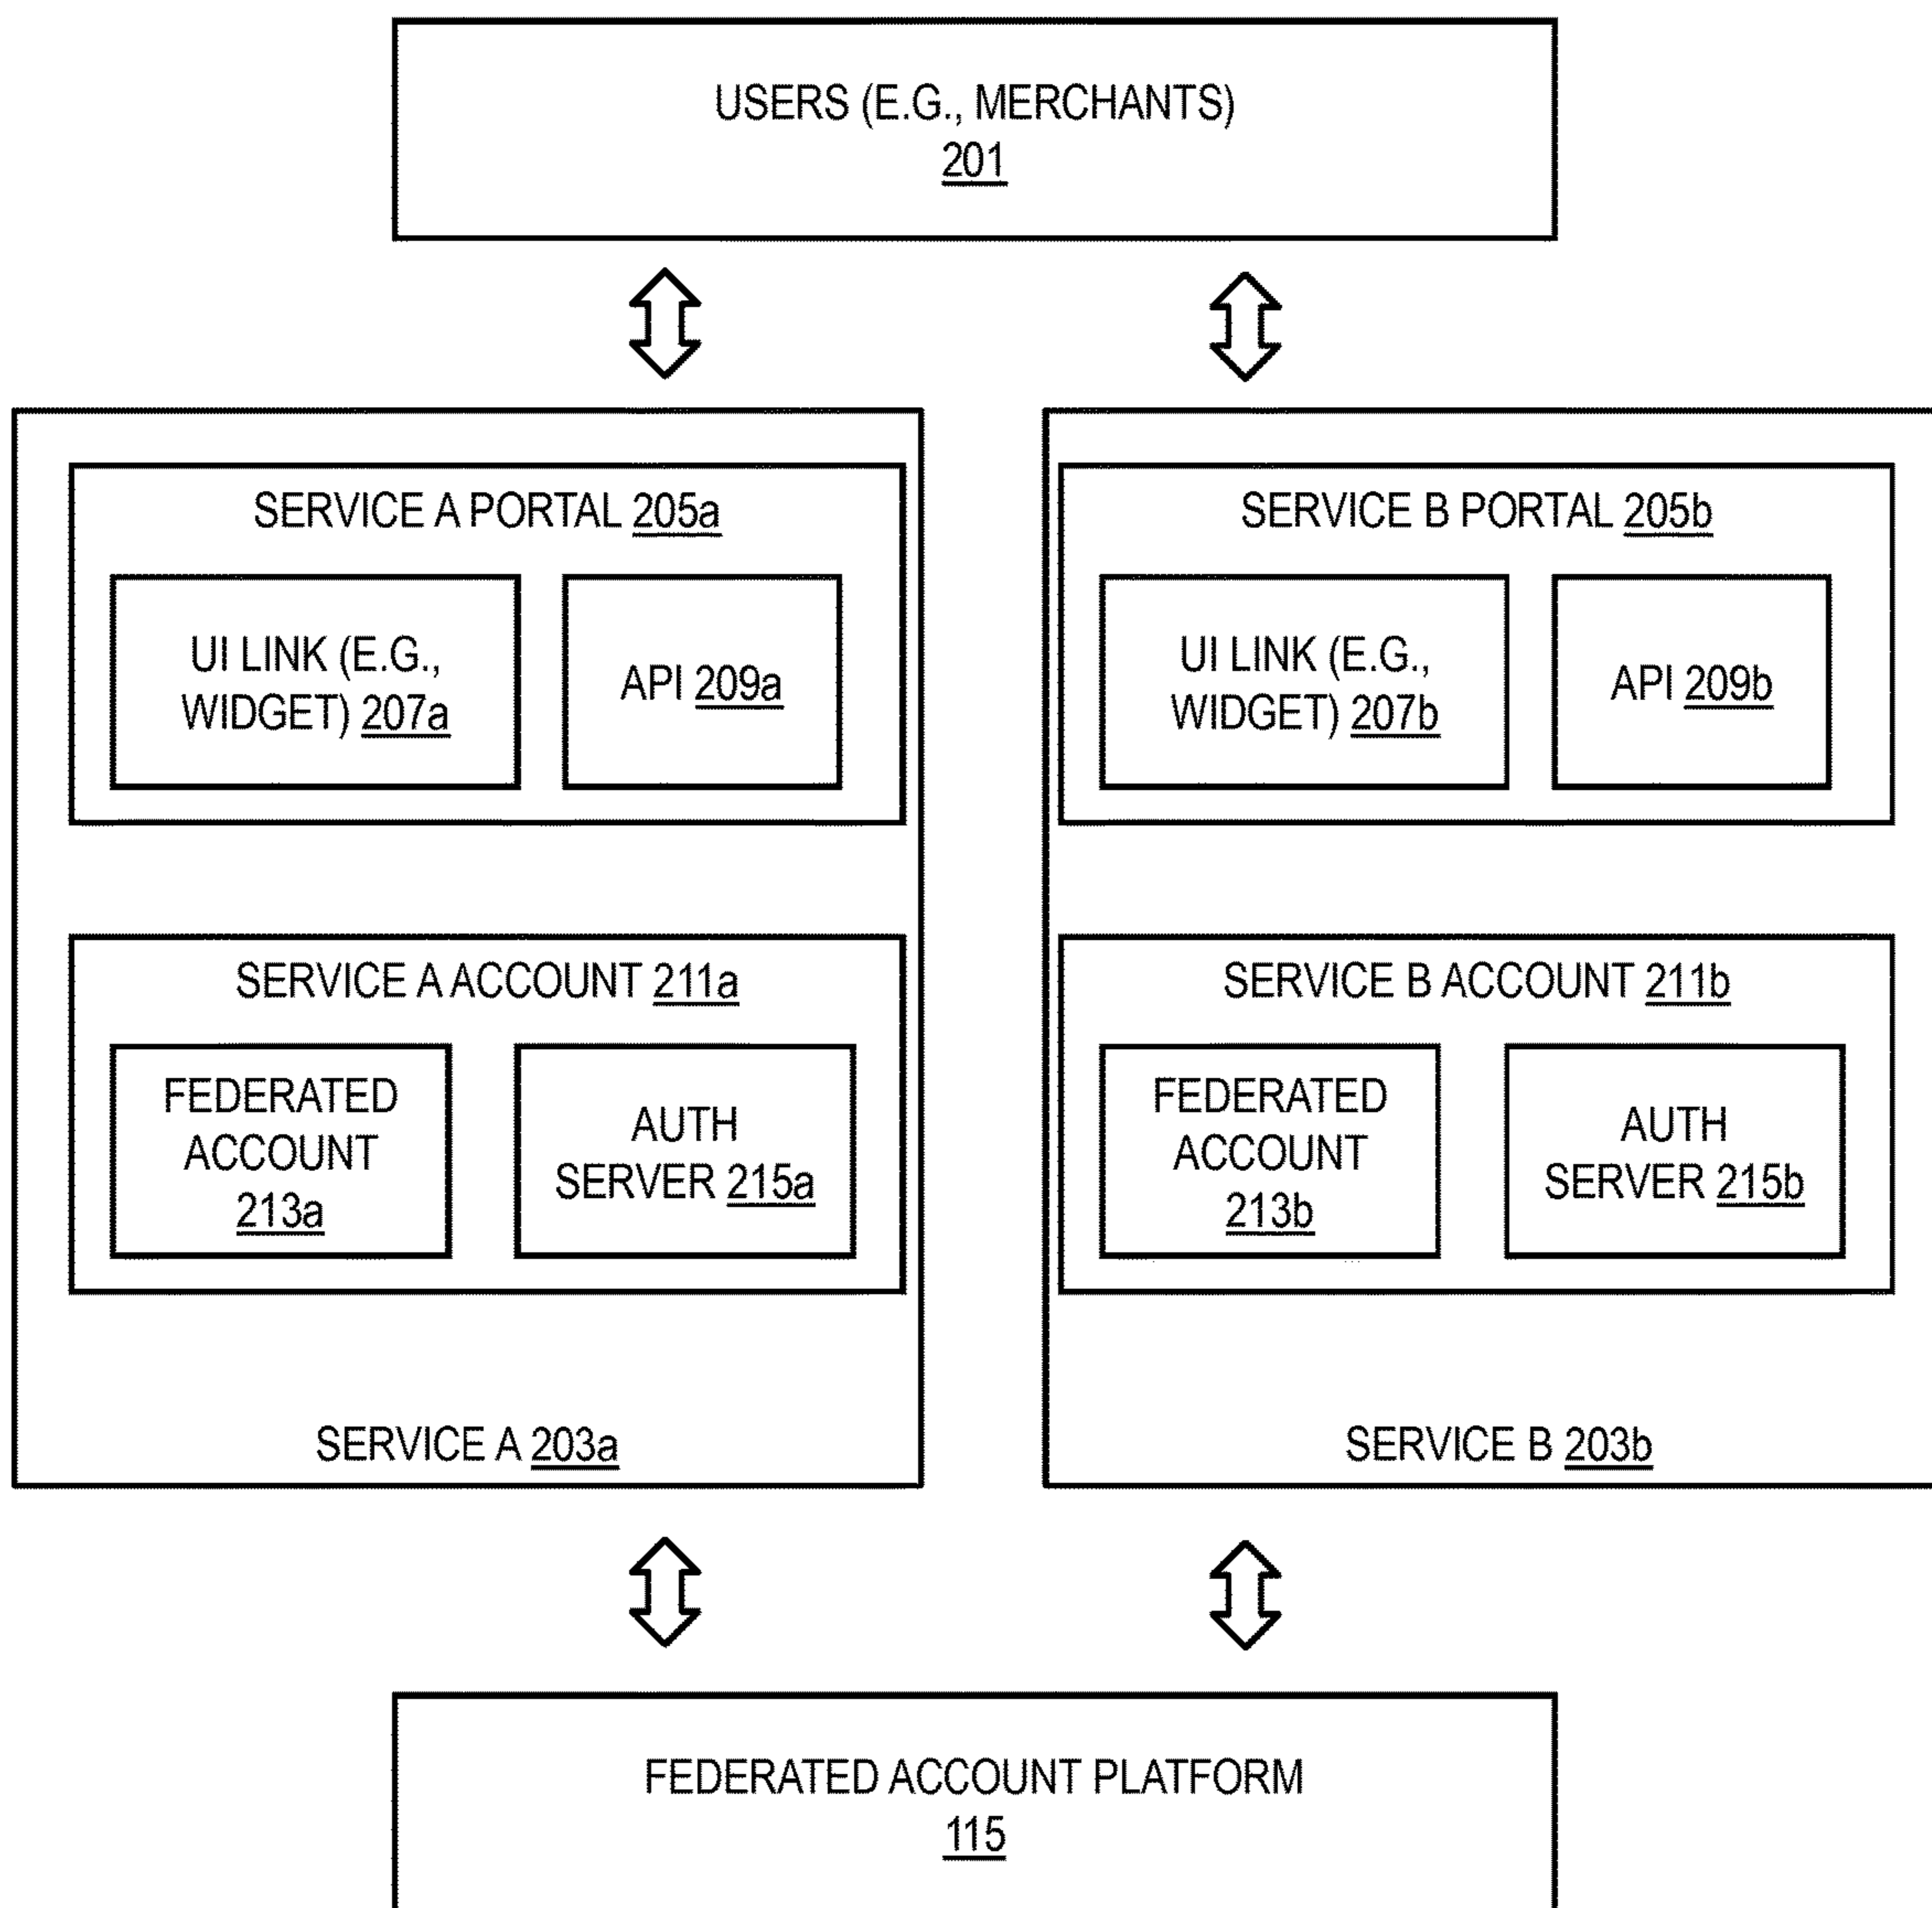 USERS (E.G., MERCHANTS)
201
SERVICE A PORTAL 205a
UI LINK (E.G.,
WIDGET) 207a
API 209a
SERVICE A ACCOUNT 211a
FEDERATED
ACCOUNT
213a
AUTH
SERVER 215a
SERVICE A 203a
SERVICE B PORTAL 205b
UI LINK (E.G.,
WIDGET) 207b
API 209b
SERVICE B ACCOUNT 211b
FEDERATED
ACCOUNT
213b
AUTH
SERVER 215b
SERVICE B 203b
FEDERATED ACCOUNT PLATFORM
115